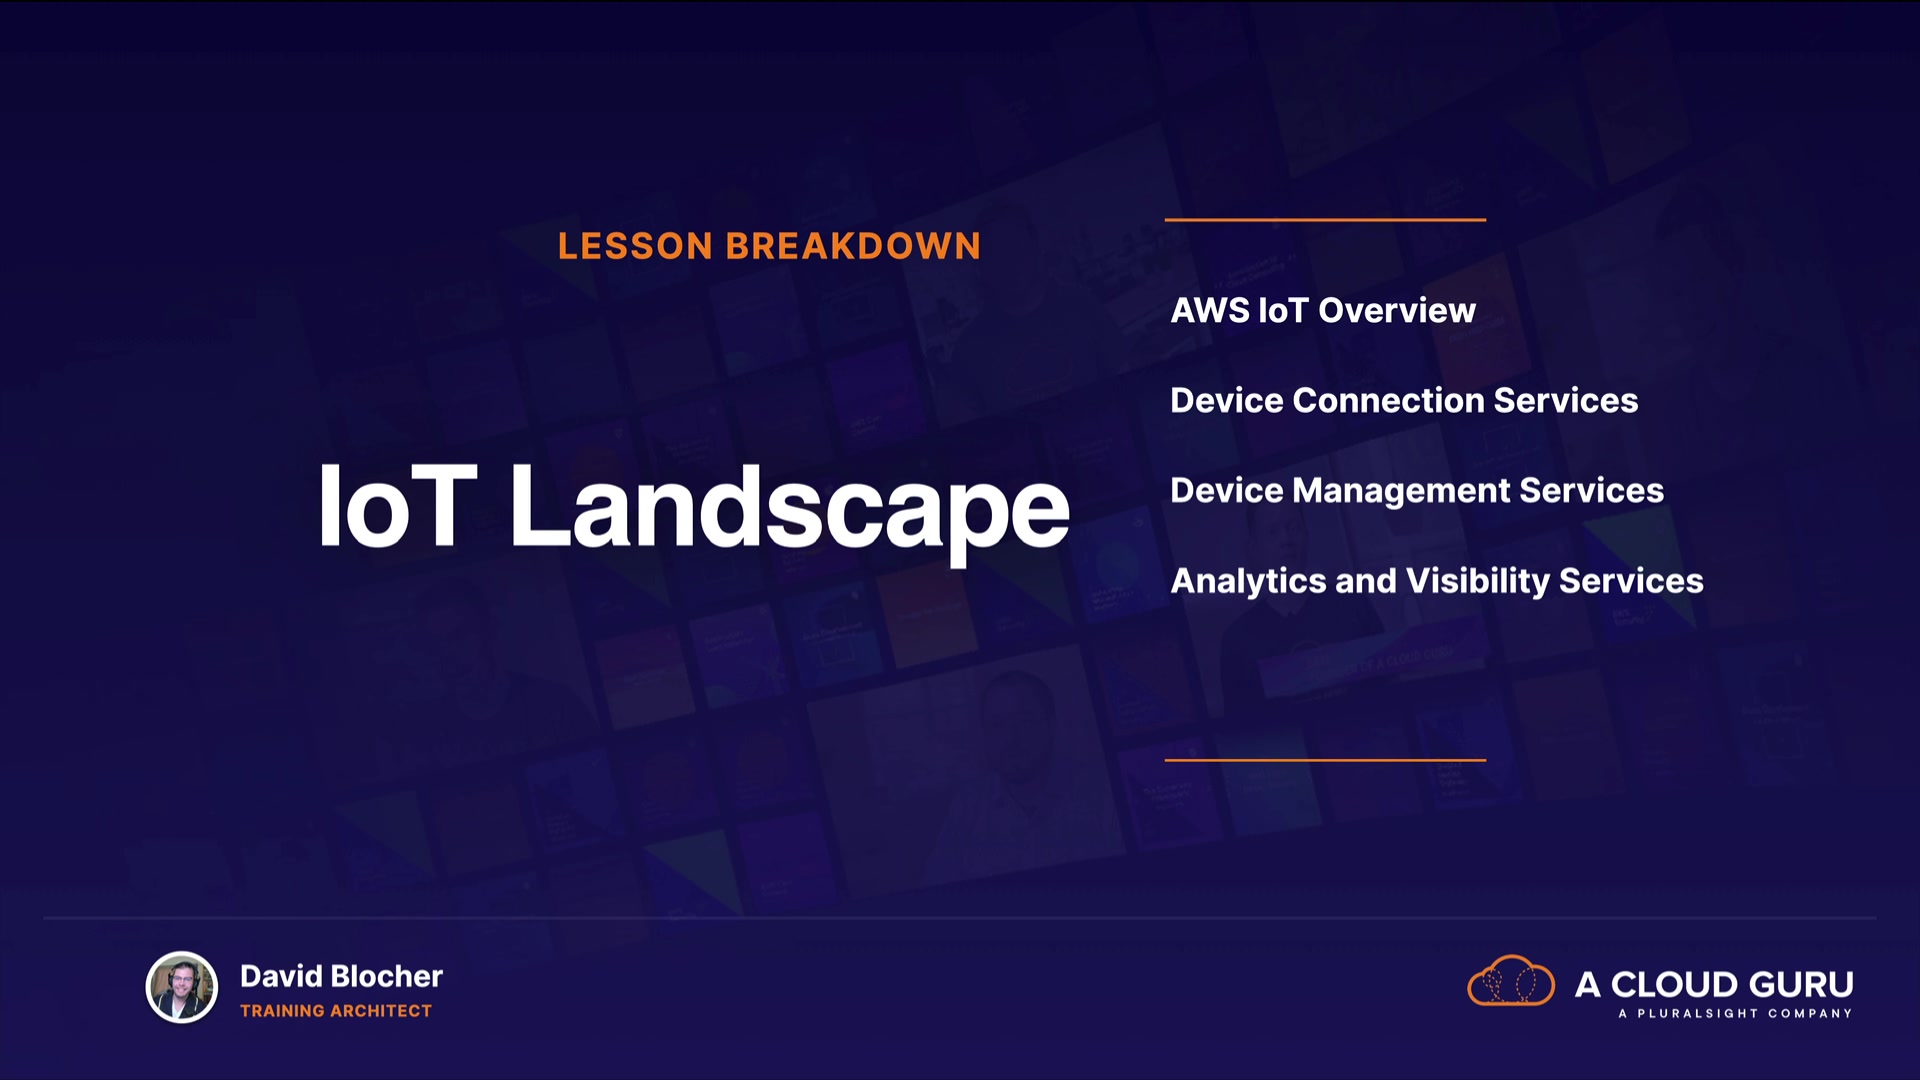 LESSON BREAKDOWN
IoT Landscape
AWS IoT Overview
Device Connection Services
Device Management Services
Analytics and Visibility Services
David Blocher
TRAINING ARCHITECT
A CLOUD GURU
A PLURALSIGHT COMPANY